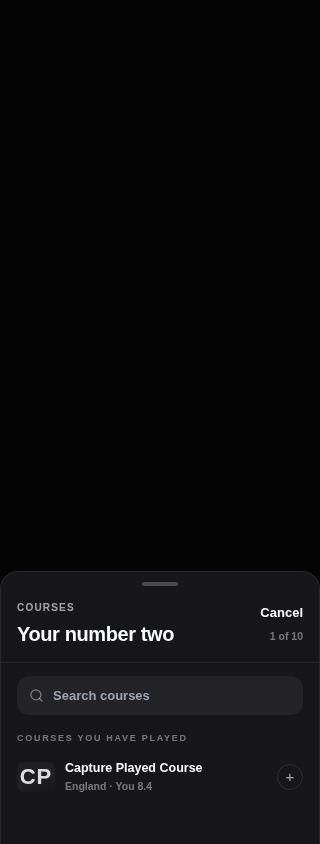 COURSES
Cancel
Your number two
1 of 10
Search courses
COURSES YOU HAVE PLAYED
CP
Capture Played Course
England · You 8.4
+